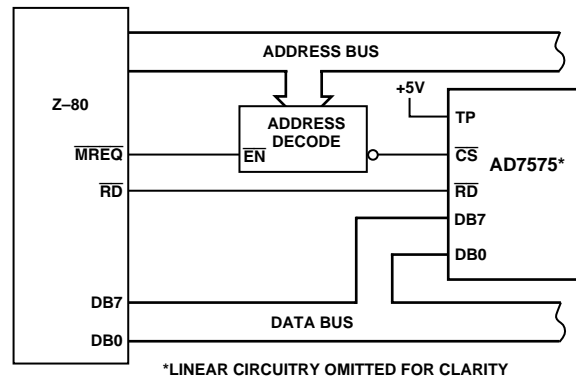 ADDRESS BUS
Z–80
+5V
TP
ADDRESS
DECODE
MREQ
EN
CS
AD7575*
RD
RD
DB7
DB0
DB7
DATA BUS
DB0
*LINEAR CIRCUITRY OMITTED FOR CLARITY